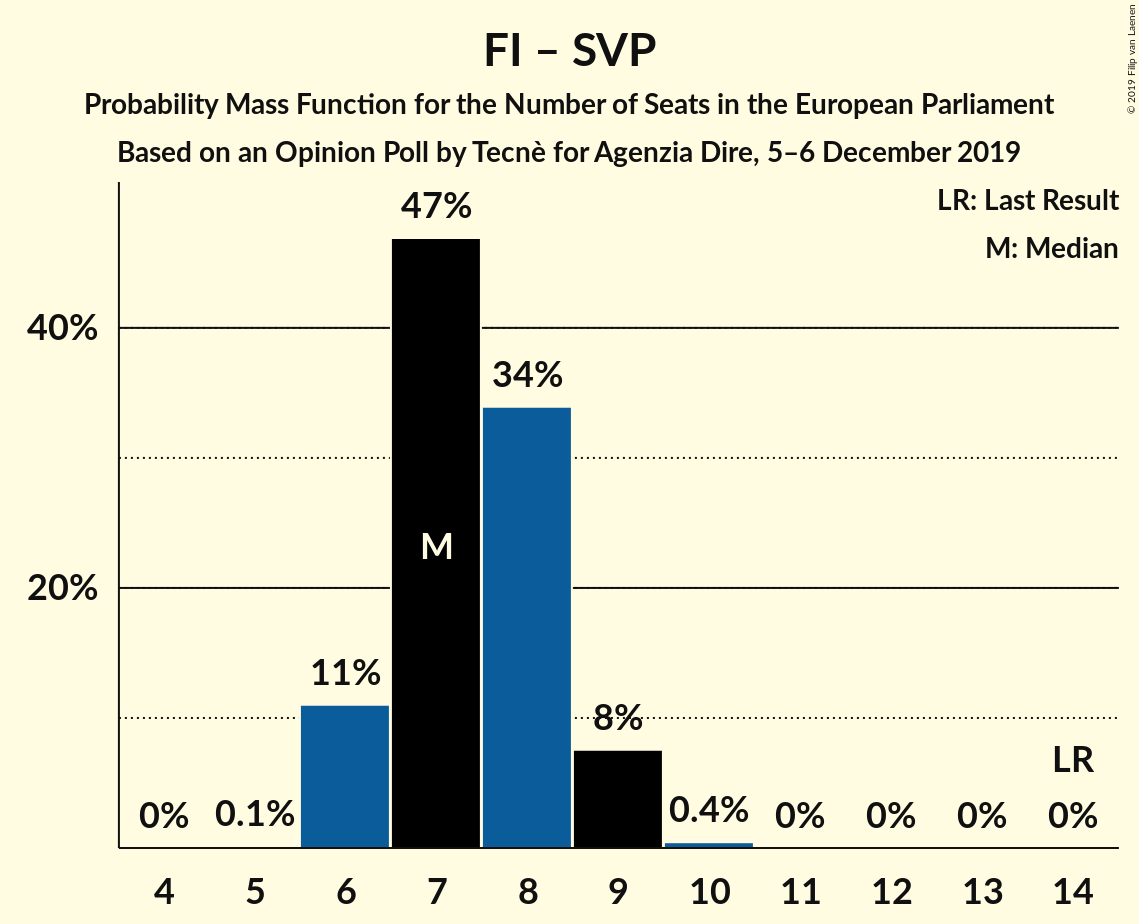 FI – SVP
Probability Mass Function for the Number of Seats in the European Parliament
Based on an Opinion Poll by Tecnè for Agenzia Dire, 5–6 December 2019
© 2019 Filip van Laenen
LR: Last Result
M: Median
47%
40%
34%
M
20%
11%
8%
LR
0%
0.1%
0.4%
0%
0%
0%
0%
4 5 6 7 8 9 10 11 12 13 14